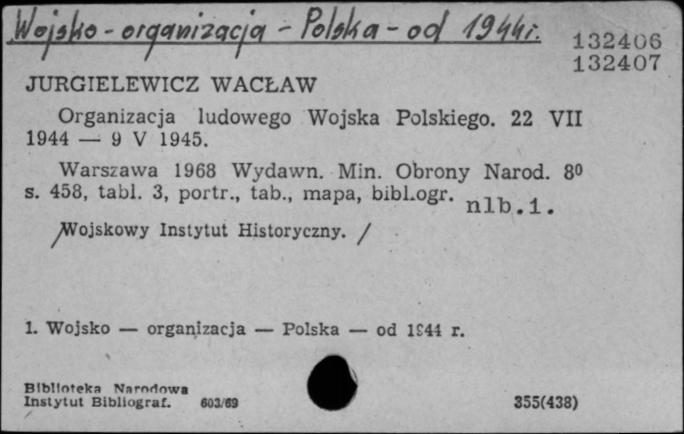 Wojsko - organizacja - Polska - od 1944 r.
132406
132407
JURGIELEWICZ WACŁAW
Organizacja ludowego Wojska Polskiego. 22 VII
1944 — 9 V 1945.
Warszawa 1968 Wydawn. Min. Obrony Narod. 8⁰
s. 458, tabl. 3, portr., tab., mapa, bibliogr. nlb.1.
/Wojskowy Instytut Historyczny. /
1. Wojsko — organizacja — Polska — od 1944 r.
Biblioteka Narodowa
Instytut Bibliograf. 603/69
355(438)